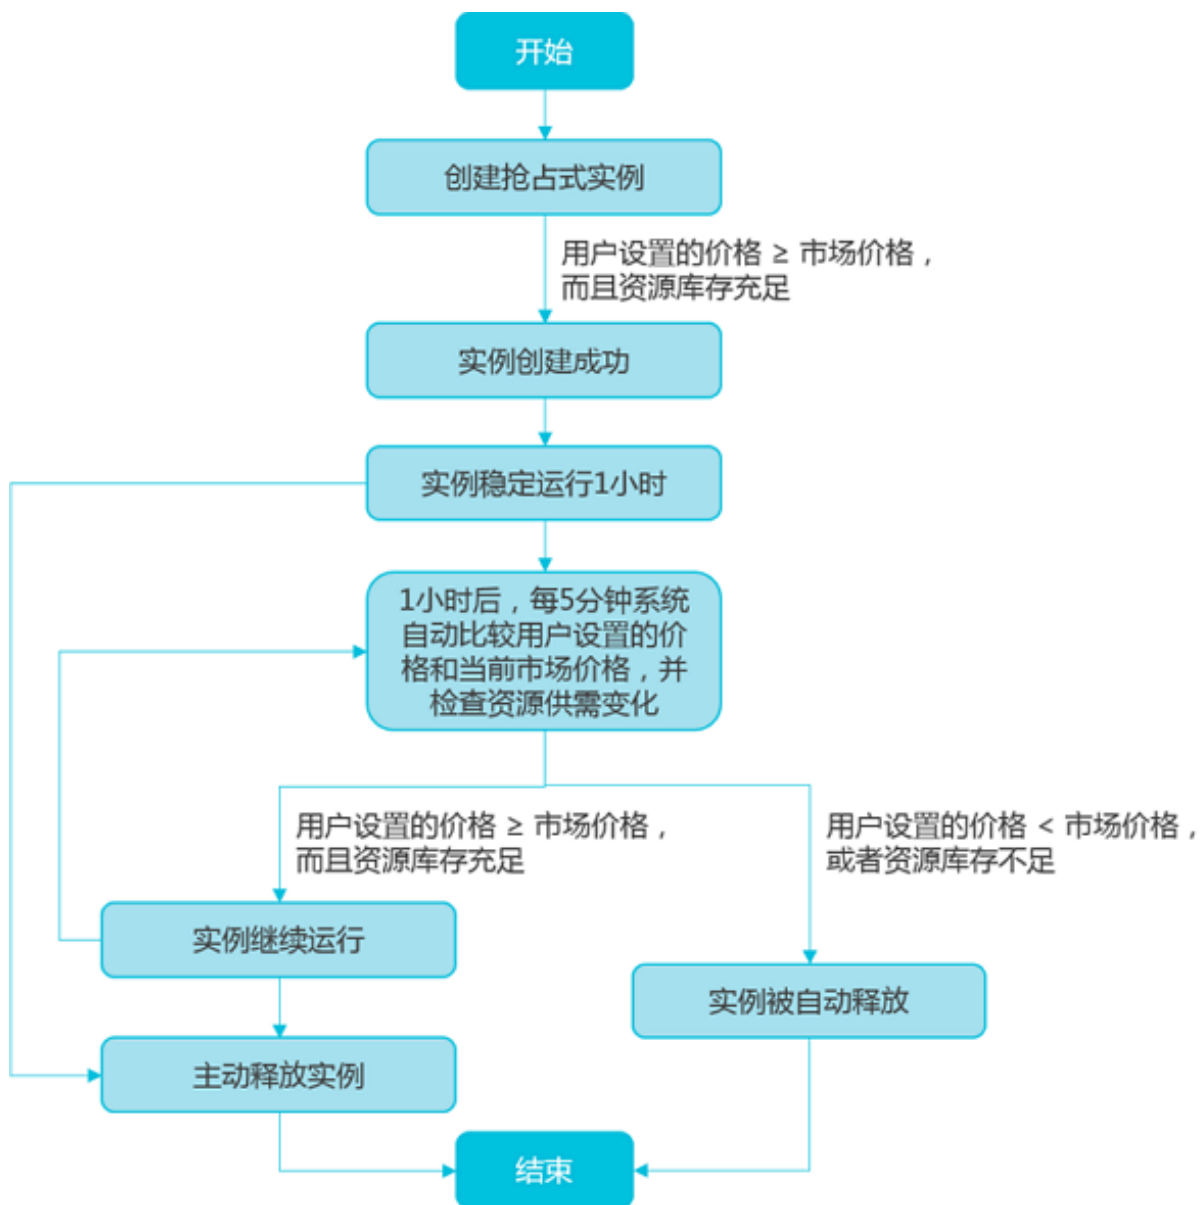 开始
创建抢占式实例
用户设置的价格 ≥ 市场价格，
而且资源库存充足
实例创建成功
实例稳定运行1小时
1小时后，每5分钟系统
自动比较用户设置的价
格和当前市场价格，并
检查资源供需变化
用户设置的价格 ≥ 市场价格，
而且资源库存充足
用户设置的价格 < 市场价格，
或者资源库存不足
实例继续运行
实例被自动释放
主动释放实例
结束